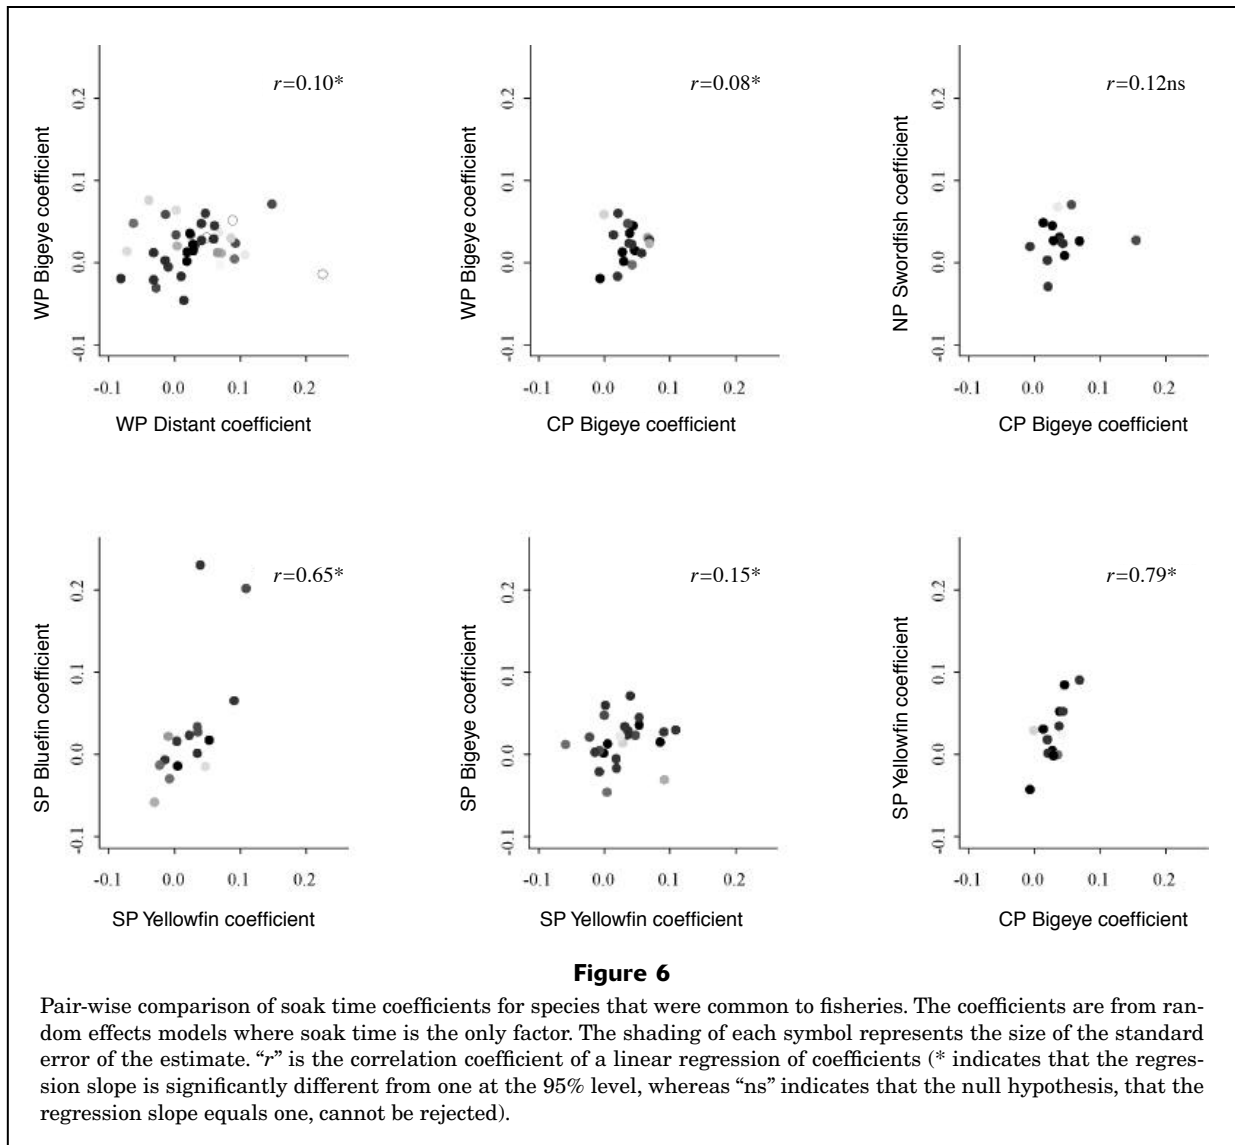 r=0.10*
0.2
0.1
0.0
-0.1
WP Bigeye coefficient
-0.1 0.0 0.1 0.2
WP Distant coefficient
r=0.08*
0.2
0.1
0.0
-0.1
WP Bigeye coefficient
-0.1 0.0 0.1 0.2
CP Bigeye coefficient
r=0.12ns
0.2
0.1
0.0
-0.1
NP Swordfish coefficient
-0.1 0.0 0.1 0.2
CP Bigeye coefficient
r=0.65*
0.2
0.1
0.0
-0.1
SP Bluefin coefficient
-0.1 0.0 0.1 0.2
SP Yellowfin coefficient
r=0.15*
0.2
0.1
0.0
-0.1
SP Bigeye coefficient
-0.1 0.0 0.1 0.2
SP Yellowfin coefficient
r=0.79*
0.2
0.1
0.0
-0.1
SP Yellowfin coefficient
-0.1 0.0 0.1 0.2
CP Bigeye coefficient
Figure 6
Pair-wise comparison of soak time coefficients for species that were common to fisheries. The coefficients are from ran-
dom effects models where soak time is the only factor. The shading of each symbol represents the size of the standard
error of the estimate. “r” is the correlation coefficient of a linear regression of coefficients (* indicates that the regres-
sion slope is significantly different from one at the 95% level, whereas “ns” indicates that the null hypothesis, that the
regression slope equals one, cannot be rejected).